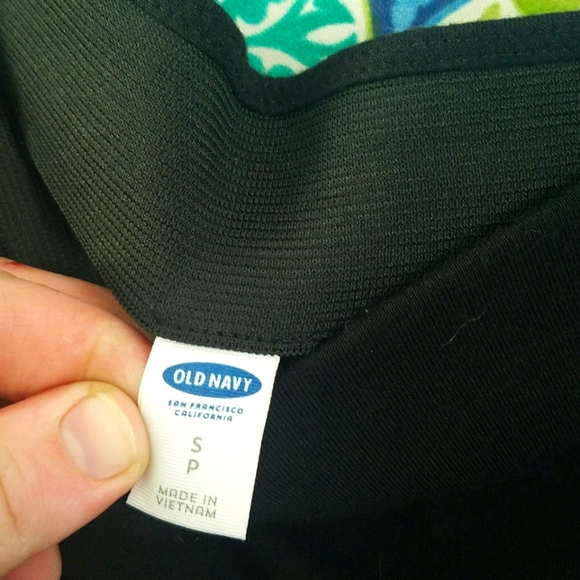 OLD NAVY
SAN FRANCISCO
CALIFORNIA
S
P
MADE IN
VIETNAM